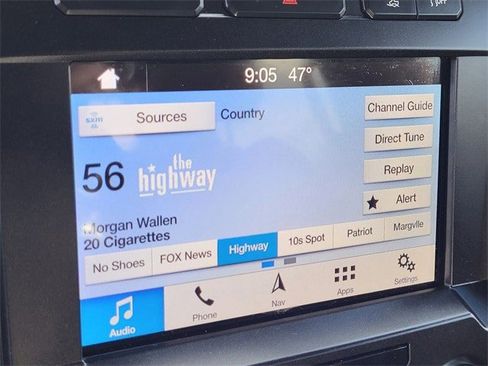 9:05 47°
sxm
Sources
Country
Channel Guide
Direct Tune
56
the
highway
Replay
Alert
Morgan Wallen
20 Cigarettes
No Shoes
FOX News
Highway
10s Spot
Patriot
Margvlle
Audio
Phone
Nav
Apps
Settings